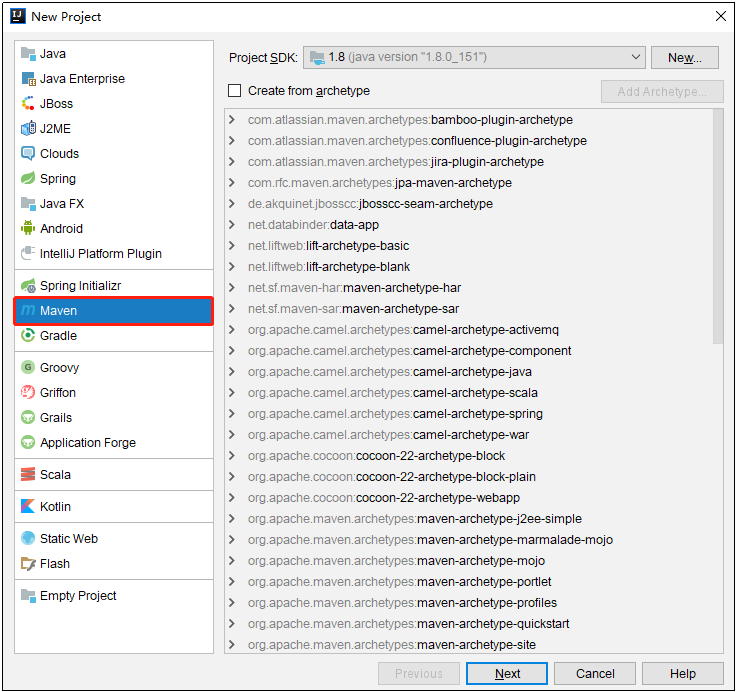 New Project
Java
Java Enterprise
JBoss
J2ME
Clouds
Spring
Java FX
Android
IntelliJ Platform Plugin
Spring Initializr
Maven
Gradle
Groovy
Griffon
Grails
Application Forge
Scala
Kotlin
Static Web
Flash
Empty Project
Project SDK: 1.8 (java version "1.8.0_151") New...
Create from archetype Add Archetype...
com.atlassian.maven.archetypes:bamboo-plugin-archetype
com.atlassian.maven.archetypes:confluence-plugin-archetype
com.atlassian.maven.archetypes:jira-plugin-archetype
com.rfc.maven.archetypes:jpa-maven-archetype
de.akquinet.jbosscc:jbosscc-seam-archetype
net.databinder:data-app
net.liftweb:lift-archetype-basic
net.liftweb:lift-archetype-blank
net.sf.maven-har:maven-archetype-har
net.sf.maven-sar:maven-archetype-sar
org.apache.camel.archetypes:camel-archetype-activemq
org.apache.camel.archetypes:camel-archetype-component
org.apache.camel.archetypes:camel-archetype-java
org.apache.camel.archetypes:camel-archetype-scala
org.apache.camel.archetypes:camel-archetype-spring
org.apache.camel.archetypes:camel-archetype-war
org.apache.cocoon:cocoon-22-archetype-block
org.apache.cocoon:cocoon-22-archetype-block-plain
org.apache.cocoon:cocoon-22-archetype-webapp
org.apache.maven.archetypes:maven-archetype-j2ee-simple
org.apache.maven.archetypes:maven-archetype-marmalade-mojo
org.apache.maven.archetypes:maven-archetype-mojo
org.apache.maven.archetypes:maven-archetype-portlet
org.apache.maven.archetypes:maven-archetype-profiles
org.apache.maven.archetypes:maven-archetype-quickstart
org.apache.maven.archetypes:maven-archetype-site
Previous Next Cancel Help